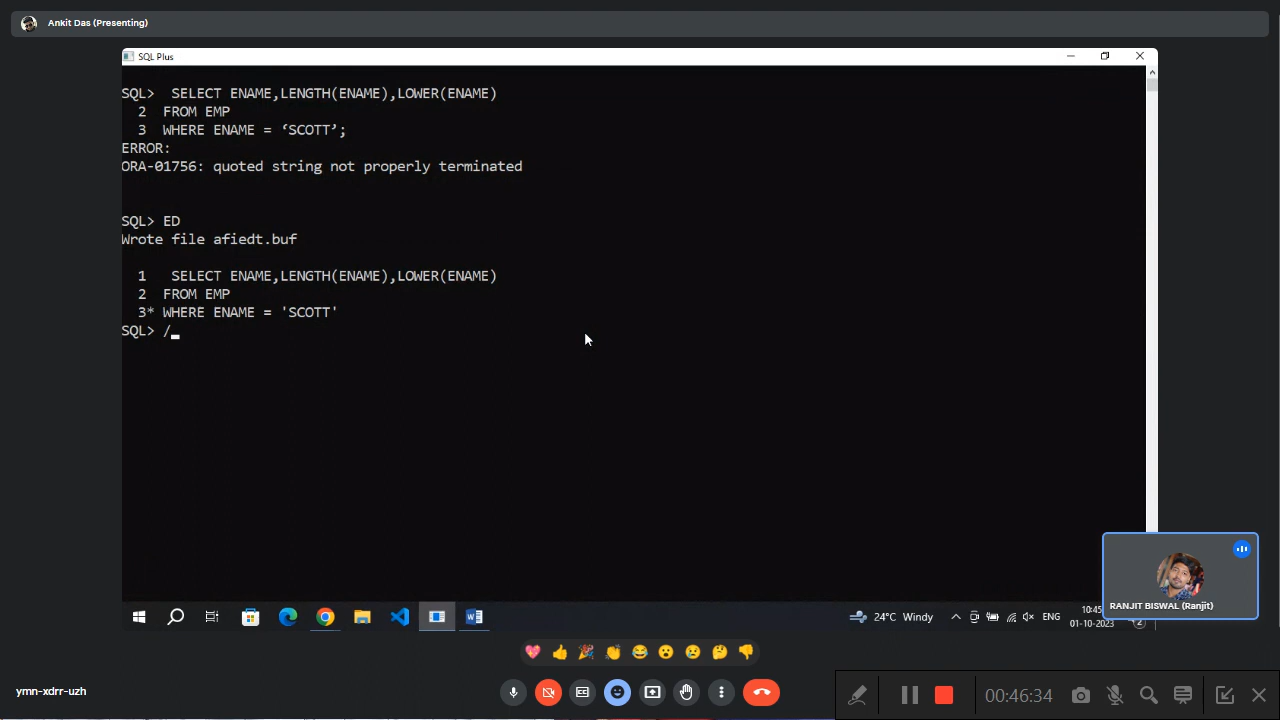 Ankit Das (Presenting)
SQL Plus
SQL>  SELECT ENAME,LENGTH(ENAME),LOWER(ENAME)
2  FROM EMP
3  WHERE ENAME = ‘SCOTT’;
ERROR:
ORA-01756: quoted string not properly terminated
SQL> ED
Wrote file afiedt.buf
1   SELECT ENAME,LENGTH(ENAME),LOWER(ENAME)
2  FROM EMP
3* WHERE ENAME = 'SCOTT'
SQL> /
RANJIT BISWAL (Ranjit)
24°C Windy
ENG
10:45
01-10-2023
2
ymn-xdrr-uzh
00:46:34